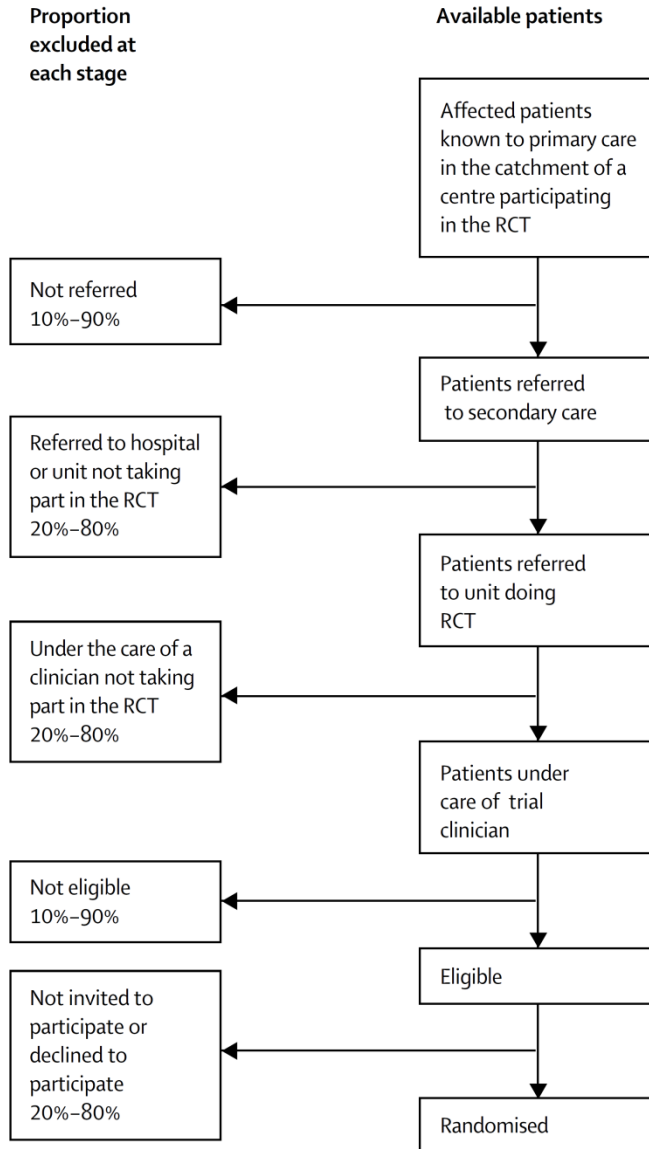 Proportion
excluded at
each stage
Available patients
Affected patients
known to primary care
in the catchment of a
centre participating
in the RCT
Not referred
10%–90%
Patients referred
to secondary care
Referred to hospital
or unit not taking
part in the RCT
20%–80%
Patients referred
to unit doing
RCT
Under the care of a
clinician not taking
part in the RCT
20%–80%
Patients under
care of trial
clinician
Not eligible
10%–90%
Eligible
Not invited to
participate or
declined to
participate
20%–80%
Randomised